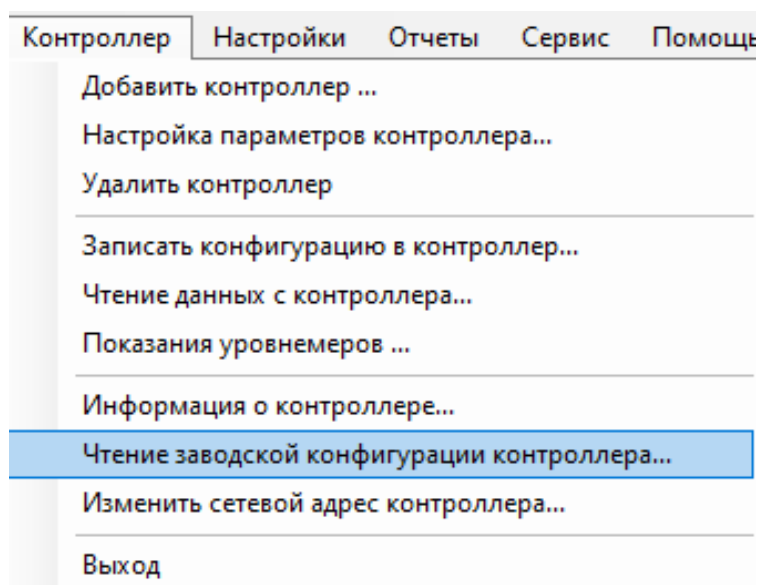 Контроллер Настройки Отчеты Сервис Помощь
Добавить контроллер ...
Настройка параметров контроллера...
Удалить контроллер
Записать конфигурацию в контроллер...
Чтение данных с контроллера...
Показания уровнемеров ...
Информация о контроллере...
Чтение заводской конфигурации контроллера...
Изменить сетевой адрес контроллера...
Выход